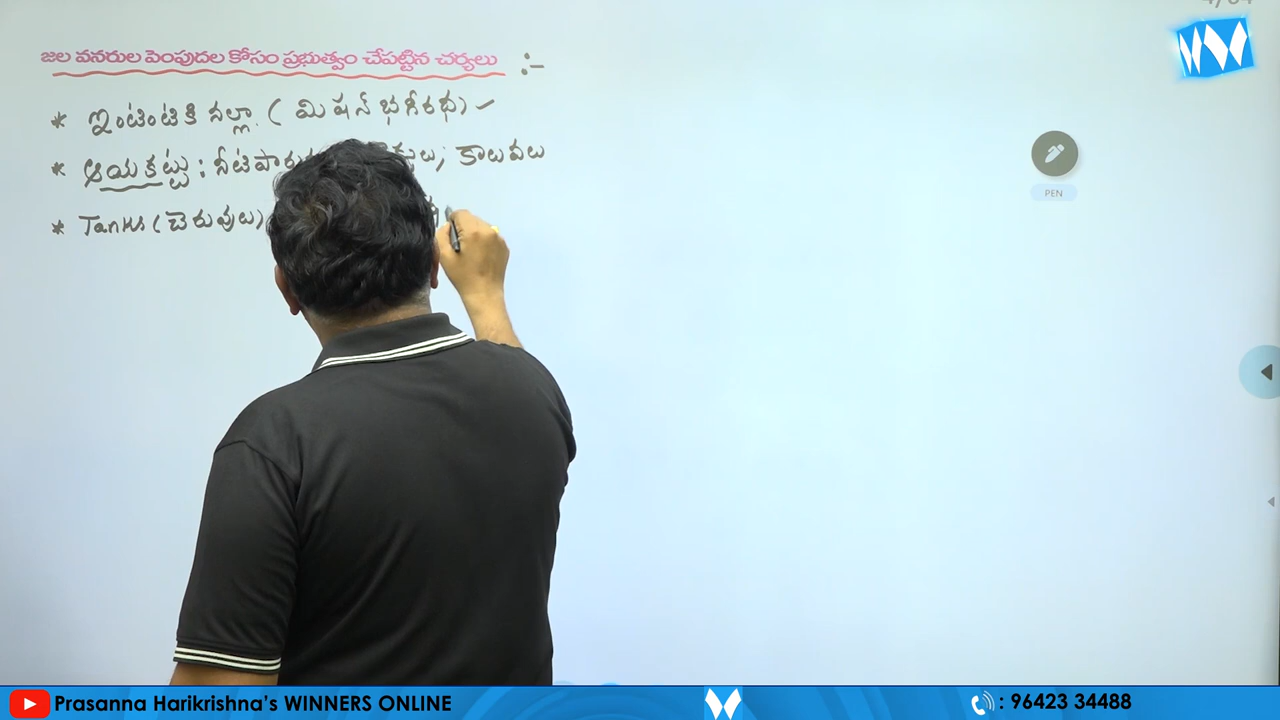 జల వనరుల పెంపుదల కోసం ప్రభుత్వం చేపట్టిన చర్యలు :-
* ఇంటింటికి నల్లా. ( మిషన్ భగీరథ) ✓
* ఆయకట్టు : నీటిపారు కాలువలు
* Tanks (చెరువులు)
PEN
Prasanna Harikrishna's WINNERS ONLINE
: 96423 34488